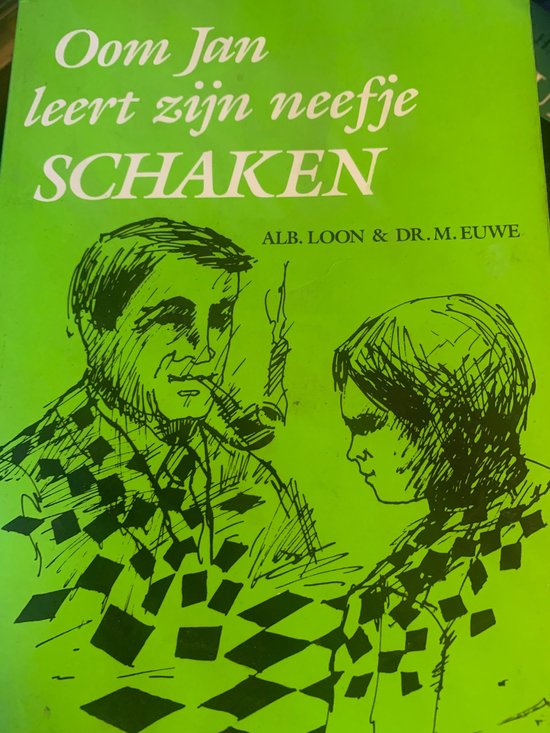 Oom Jan
leert zijn neefje
SCHAKEN
ALB. LOON & DR. M. EUWE